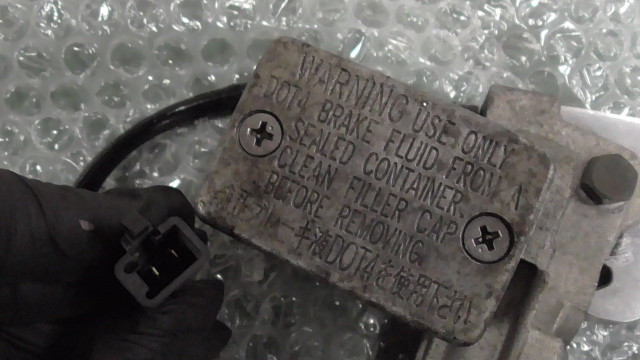 WARNING USE ONLY
DOT4 BRAKE FLUID FROM A
SEALED CONTAINER.
CLEAN FILLER CAP
BEFORE REMOVING.
ブレーキ液DOT4を使用下さい